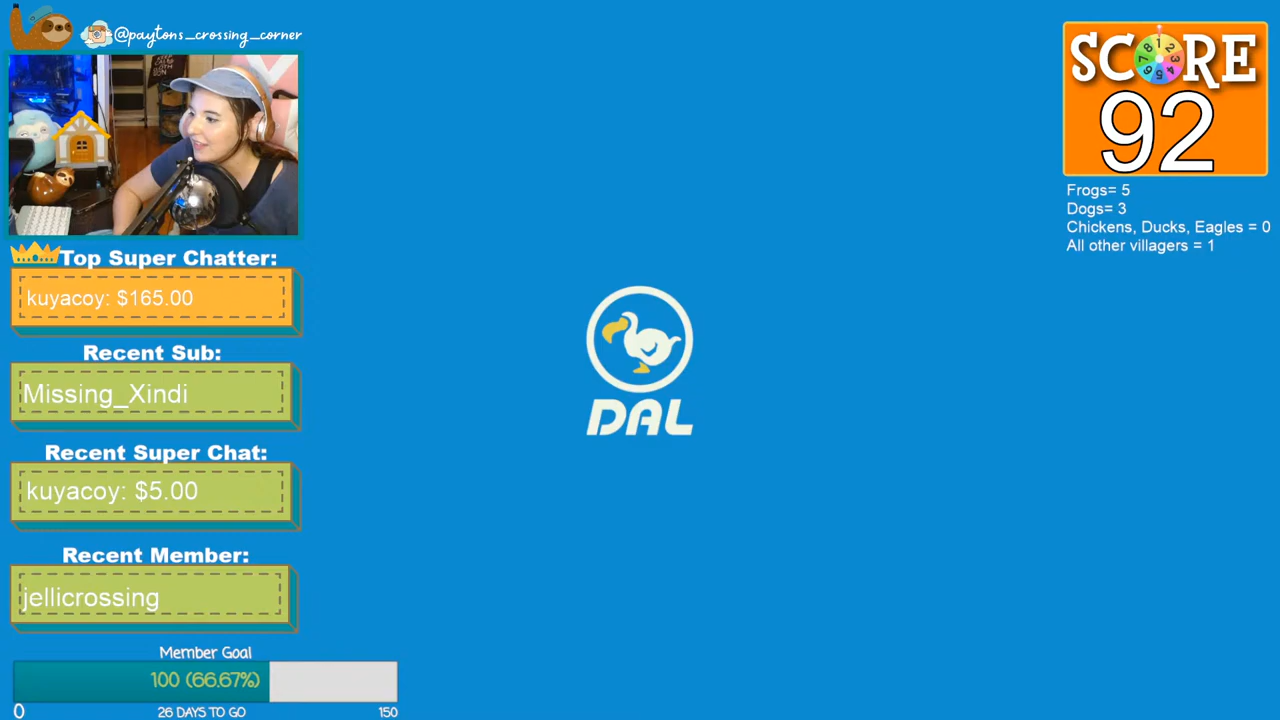 @paytons_crossing_corner
Top Super Chatter:
kuyacoy: $165.00
Recent Sub:
Missing_Xindi
Recent Super Chat:
kuyacoy: $5.00
Recent Member:
jellicrossing
Member Goal
100 (66.67%)
0 26 DAYS TO GO 150
DAL
SCORE
92
Frogs= 5
Dogs= 3
Chickens, Ducks, Eagles = 0
All other villagers = 1